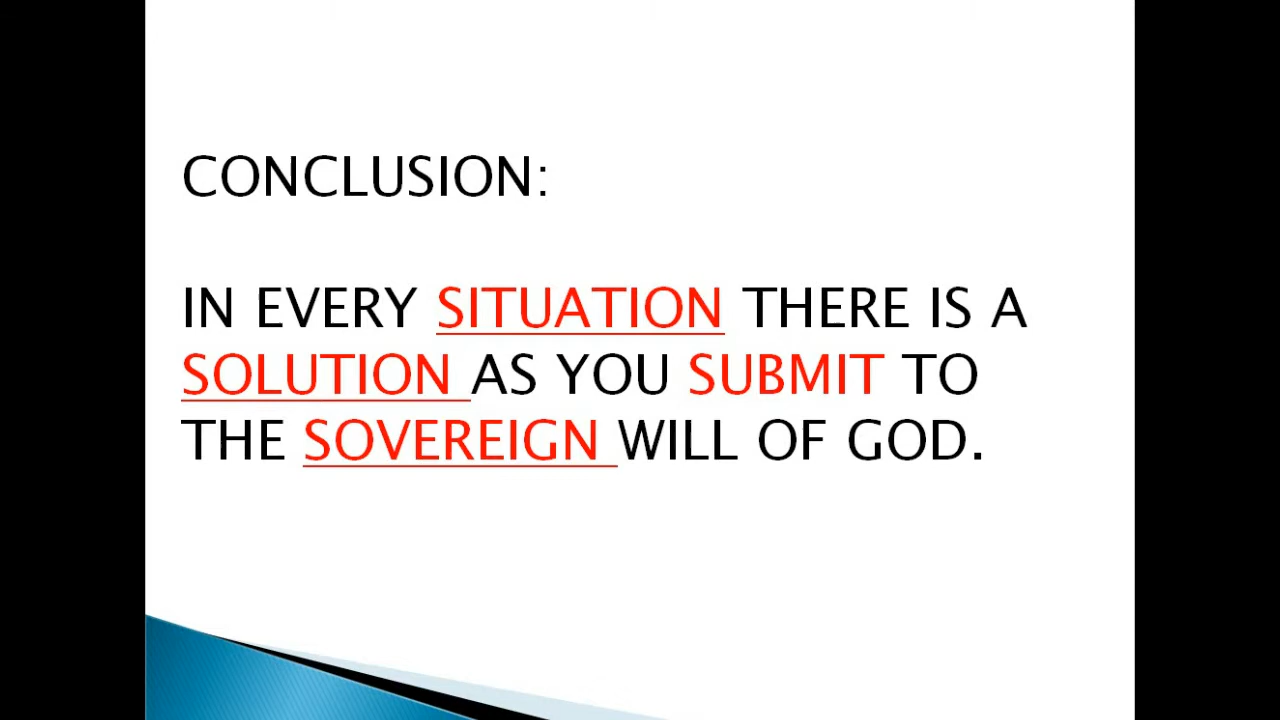 CONCLUSION:
IN EVERY SITUATION THERE IS A
SOLUTION AS YOU SUBMIT TO
THE SOVEREIGN WILL OF GOD.